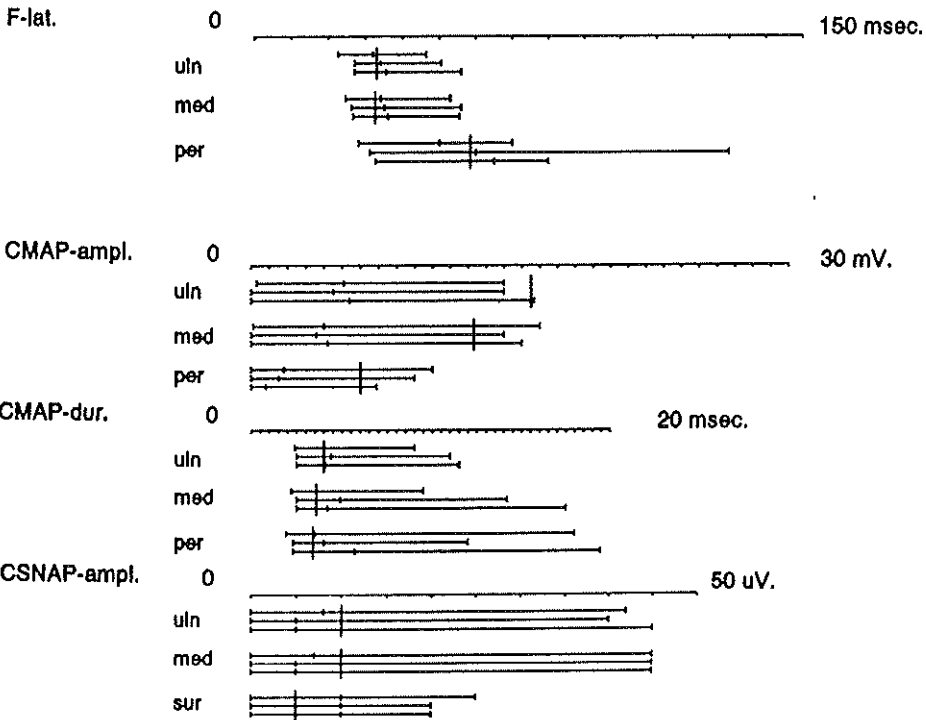 F-lat. 0 150 msec.
uln
med
per
CMAP-ampl. 0 30 mV.
uln
med
per
CMAP-dur. 0 20 msec.
uln
med
per
CSNAP-ampl. 0 50 uV.
uln
med
sur